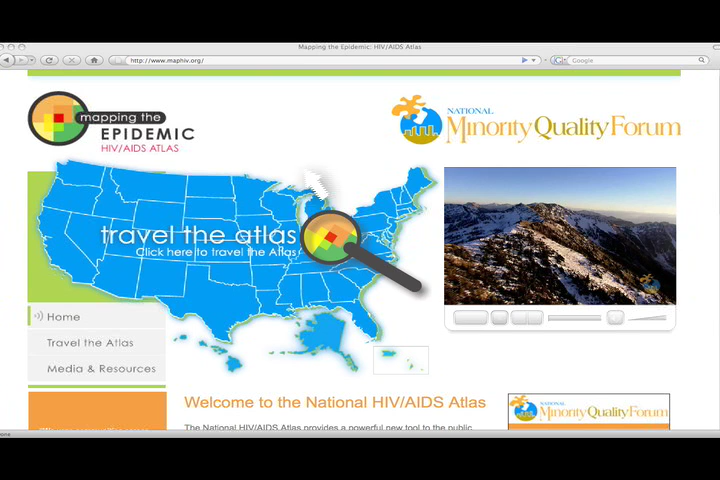 Mapping the Epidemic: HIV/AIDS Atlas
http://www.maphiv.org/
Google
mapping the
EPIDEMIC
HIV/AIDS ATLAS
NATIONAL
Minority Quality Forum
travel the atlas
Click here to travel the Atlas
Home
Travel the Atlas
Media & Resources
Welcome to the National HIV/AIDS Atlas
The National HIV/AIDS Atlas provides a powerful new tool to the public
NATIONAL
Minority Quality Forum